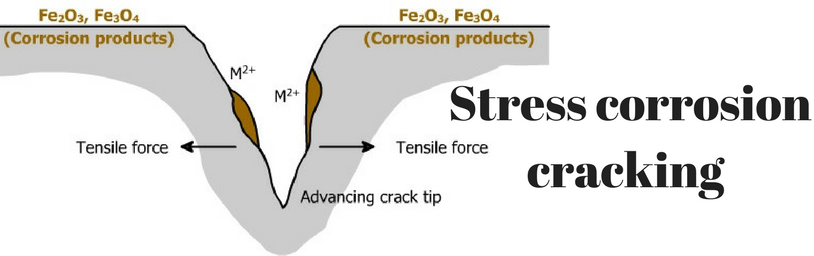 Fe₂O₃, Fe₃O₄
(Corrosion products)
Fe₂O₃, Fe₃O₄
(Corrosion products)
M²⁺
M²⁺
Tensile force
Tensile force
Advancing crack tip
Stress corrosion
cracking